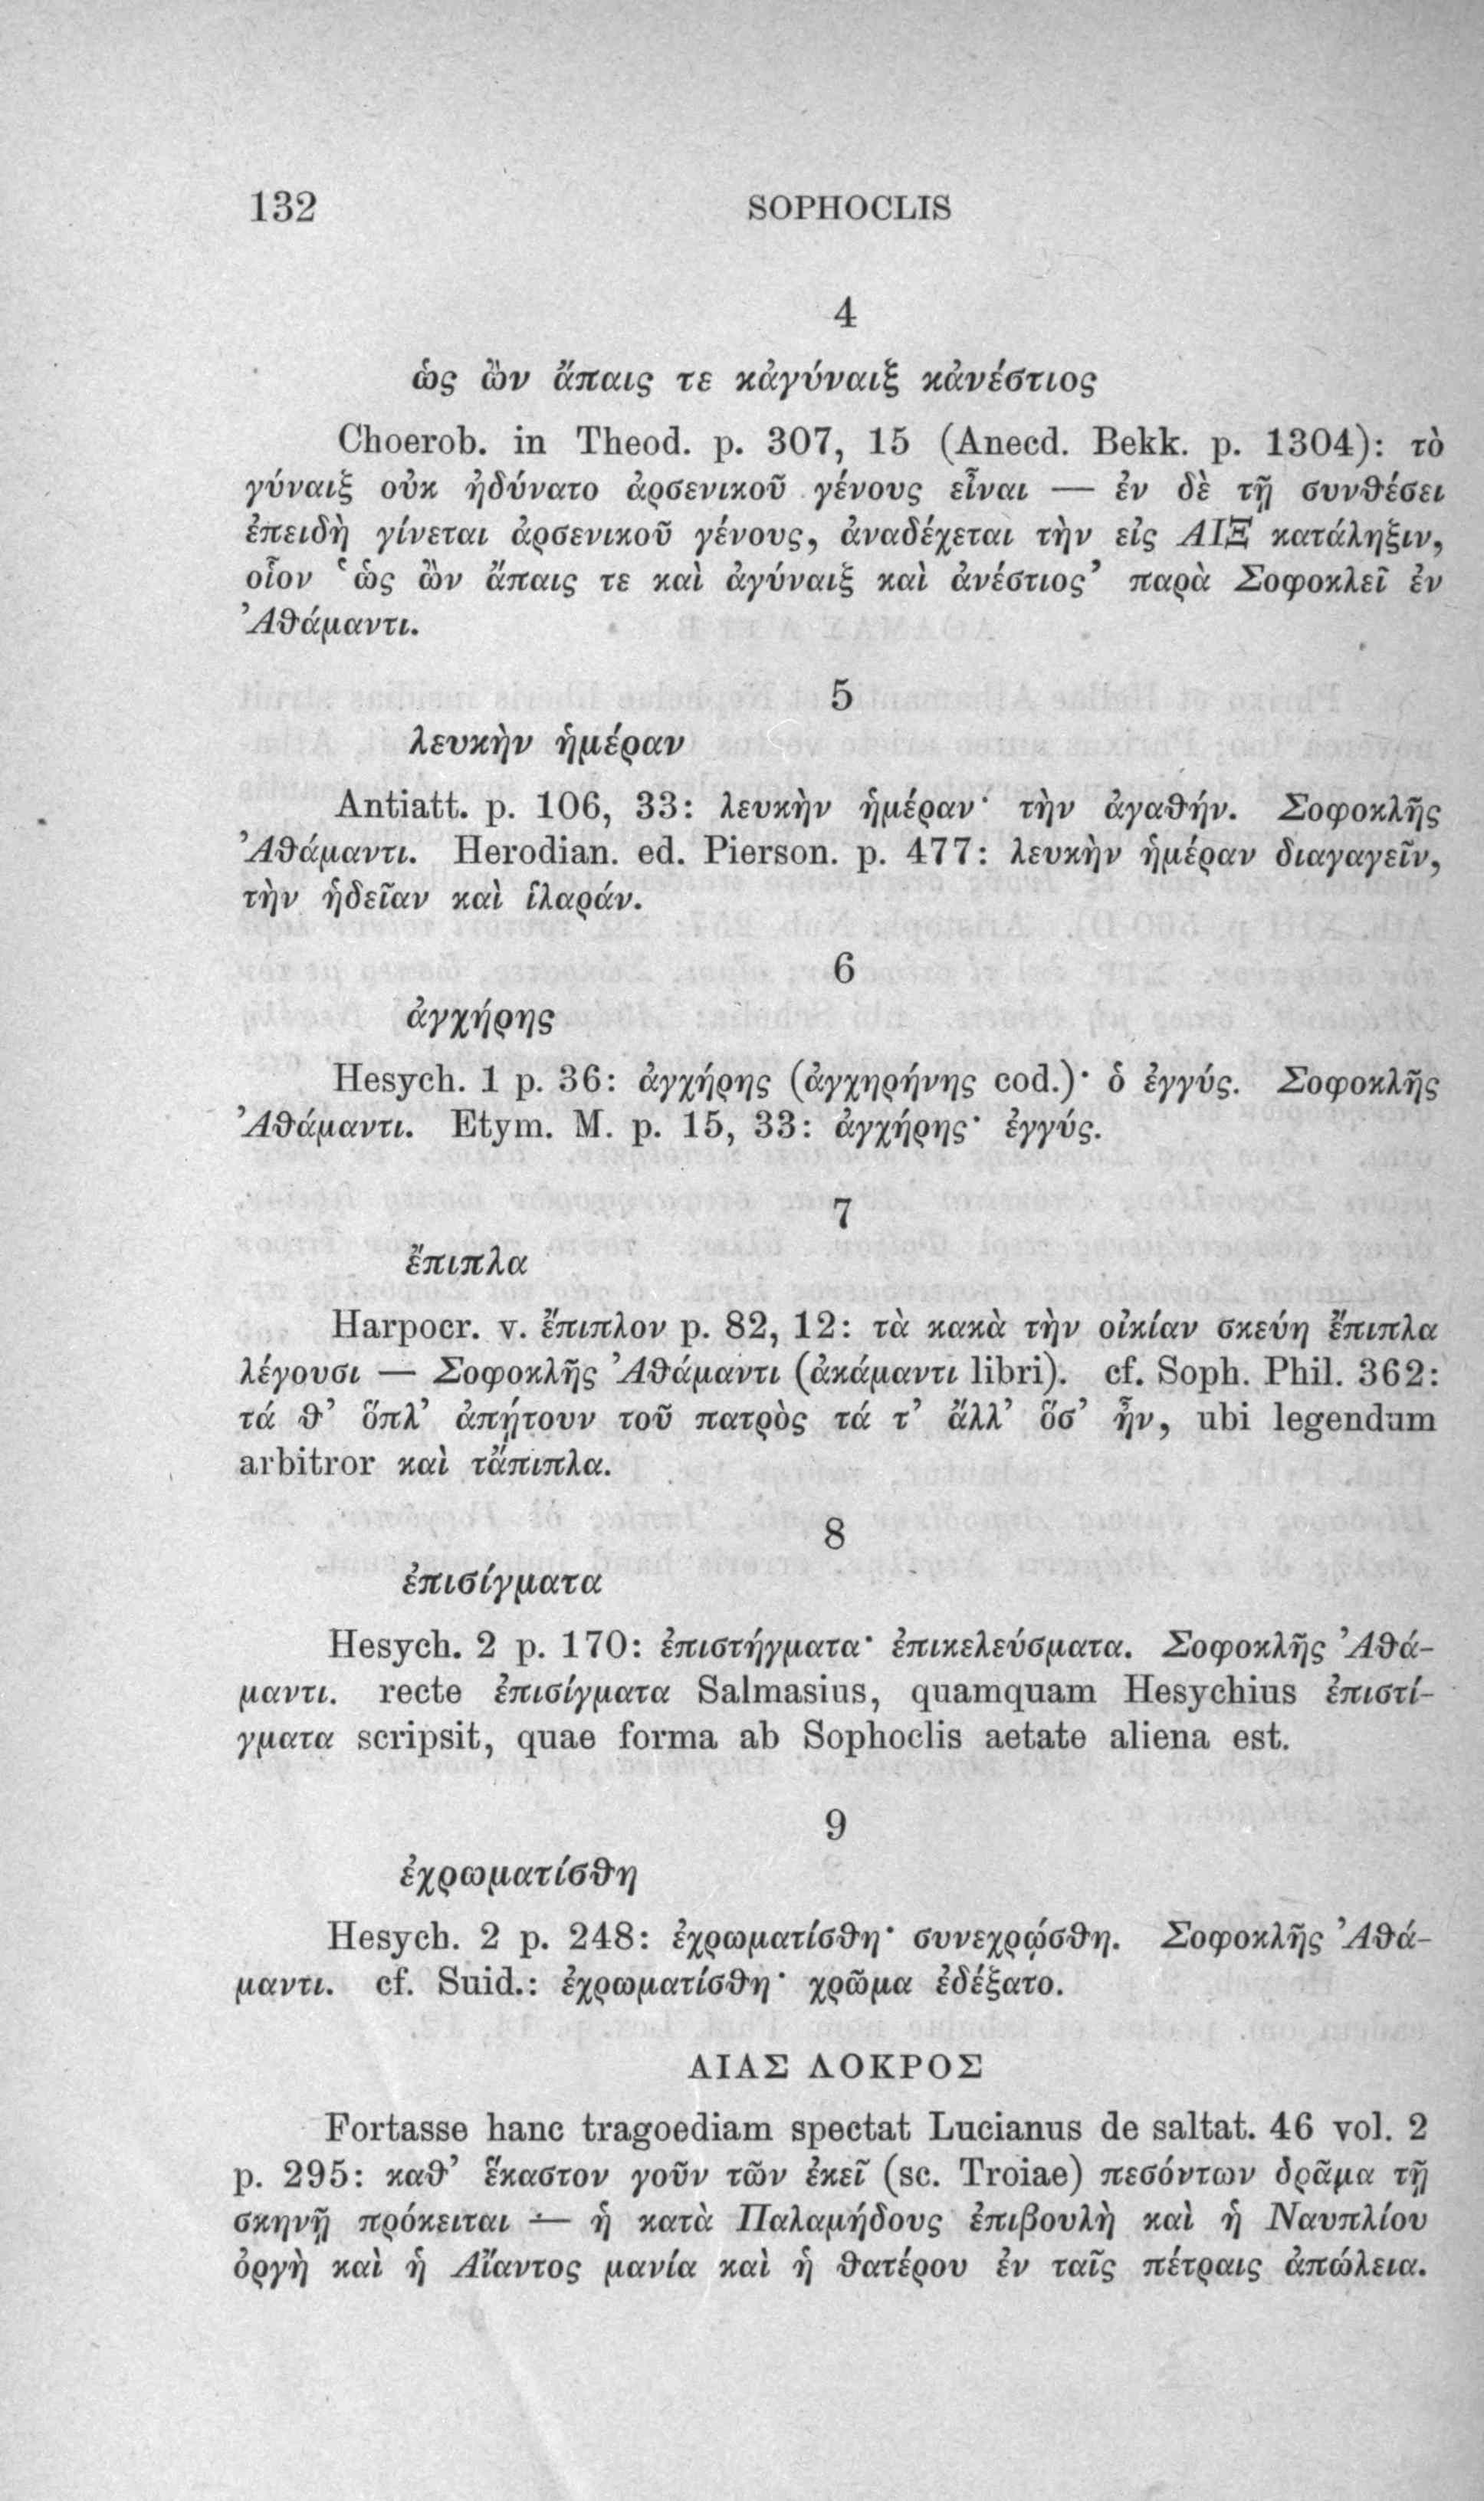 132 SOPHOCLIS
4
ὡς ὢν ἄπαις τε κἀγύναιξ κἀνέστιος
Choerob. in Theod. p. 307, 15 (Anecd. Bekk. p. 1304): τὸ
γύναιξ οὐκ ἠδύνατο ἀρσενικοῦ γένους εἶναι — ἐν δὲ τῇ συνθέσει
ἐπειδὴ γίνεται ἀρσενικοῦ γένους, ἀναδέχεται τὴν εἰς ΑΙΞ κατάληξιν,
οἷον ‘ὡς ὢν ἄπαις τε καὶ ἀγύναιξ καὶ ἀνέστιος’ παρὰ Σοφοκλεῖ ἐν
Ἀθάμαντι.
5
λευκὴν ἡμέραν
Antiatt. p. 106, 33: λευκὴν ἡμέραν· τὴν ἀγαθήν. Σοφοκλῆς
Ἀθάμαντι. Herodian. ed. Pierson. p. 477: λευκὴν ἡμέραν διαγαγεῖν,
τὴν ἡδεῖαν καὶ ἱλαράν.
6
ἀγχήρης
Hesych. 1 p. 36: ἀγχήρης (ἀγχηρήνης cod.)· ὁ ἐγγύς. Σοφοκλῆς
Ἀθάμαντι. Etym. M. p. 15, 33: ἀγχήρης· ἐγγύς.
7
ἔπιπλα
Harpocr. v. ἔπιπλον p. 82, 12: τὰ κακὰ τὴν οἰκίαν σκεύη ἔπιπλα
λέγουσι — Σοφοκλῆς Ἀθάμαντι (ἀκάμαντι libri). cf. Soph. Phil. 362:
τά θ’ ὅπλ’ ἀπῄτουν τοῦ πατρὸς τά τ’ ἄλλ’ ὅσ’ ἦν, ubi legendum
arbitror καὶ τἄπιπλα.
8
ἐπισίγματα
Hesych. 2 p. 170: ἐπιστήγματα· ἐπικελεύσματα. Σοφοκλῆς Ἀθά-
μαντι. recte ἐπισίγματα Salmasius, quamquam Hesychius ἐπιστί-
γματα scripsit, quae forma ab Sophoclis aetate aliena est.
9
ἐχρωματίσθη
Hesych. 2 p. 248: ἐχρωματίσθη· συνεχρῴσθη. Σοφοκλῆς Ἀθά-
μαντι. cf. Suid.: ἐχρωματίσθη· χρῶμα ἐδέξατο.
ΑΙΑΣ ΛΟΚΡΟΣ
Fortasse hanc tragoediam spectat Lucianus de saltat. 46 vol. 2
p. 295: καθ’ ἕκαστον γοῦν τῶν ἐκεῖ (sc. Troiae) πεσόντων δρᾶμα τῇ
σκηνῇ πρόκειται — ἡ κατὰ Παλαμήδους ἐπιβουλὴ καὶ ἡ Ναυπλίου
ὀργὴ καὶ ἡ Αἴαντος μανία καὶ ἡ θατέρου ἐν ταῖς πέτραις ἀπώλεια.